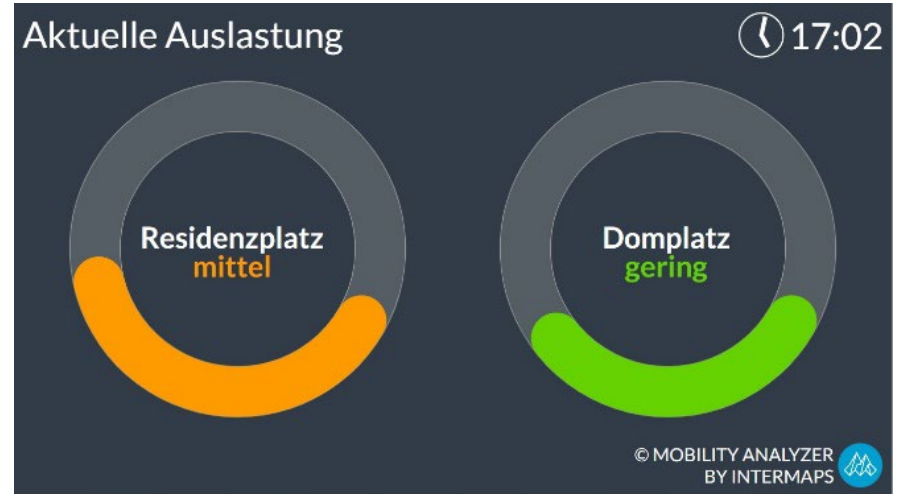 Aktuelle Auslastung
17:02
Residenzplatz
mittel
Domplatz
gering
© MOBILITY ANALYZER
BY INTERMAPS